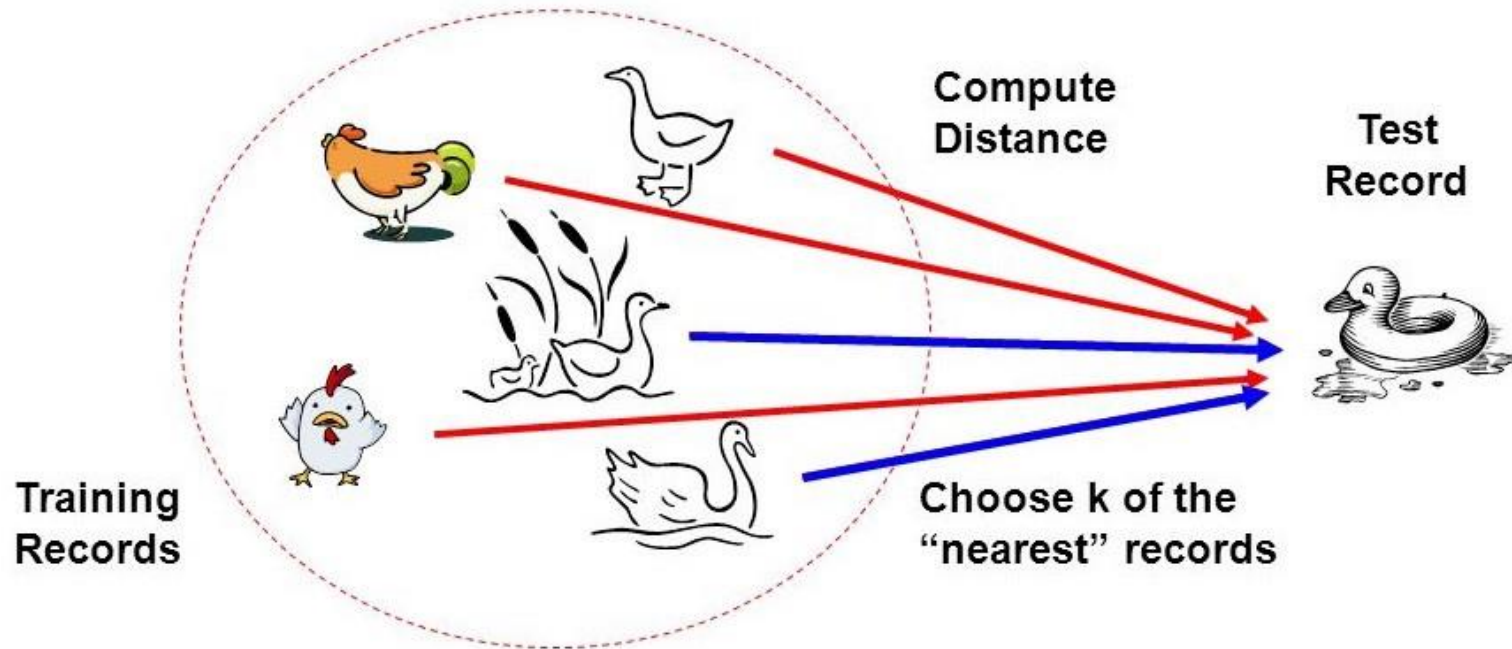 Compute
Distance
Test
Record
Training
Records
Choose k of the
“nearest” records